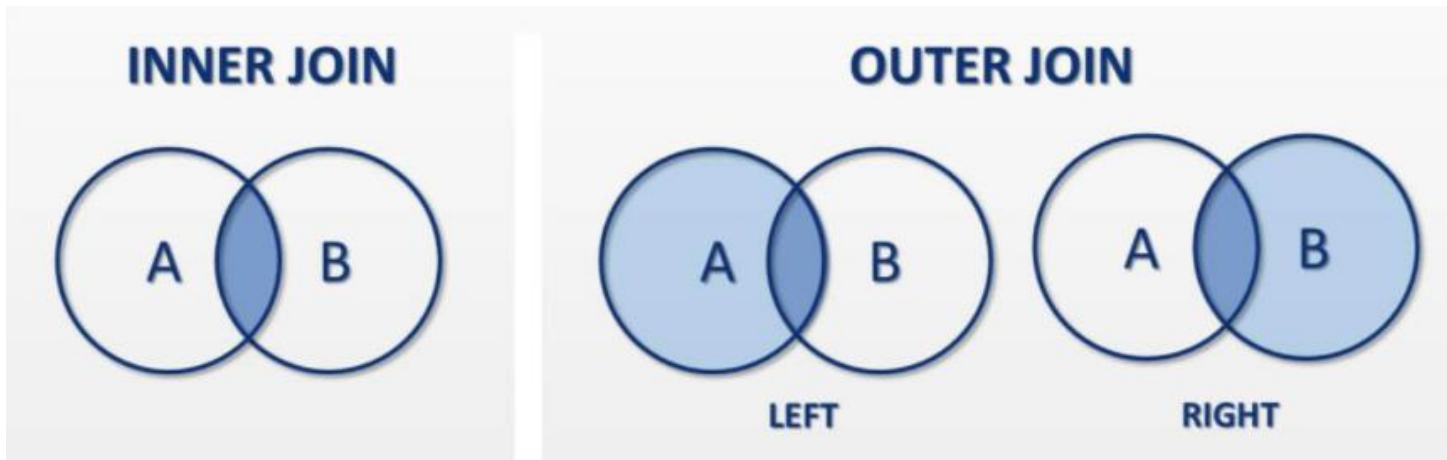 INNER JOIN
A B
OUTER JOIN
A B
LEFT
A B
RIGHT